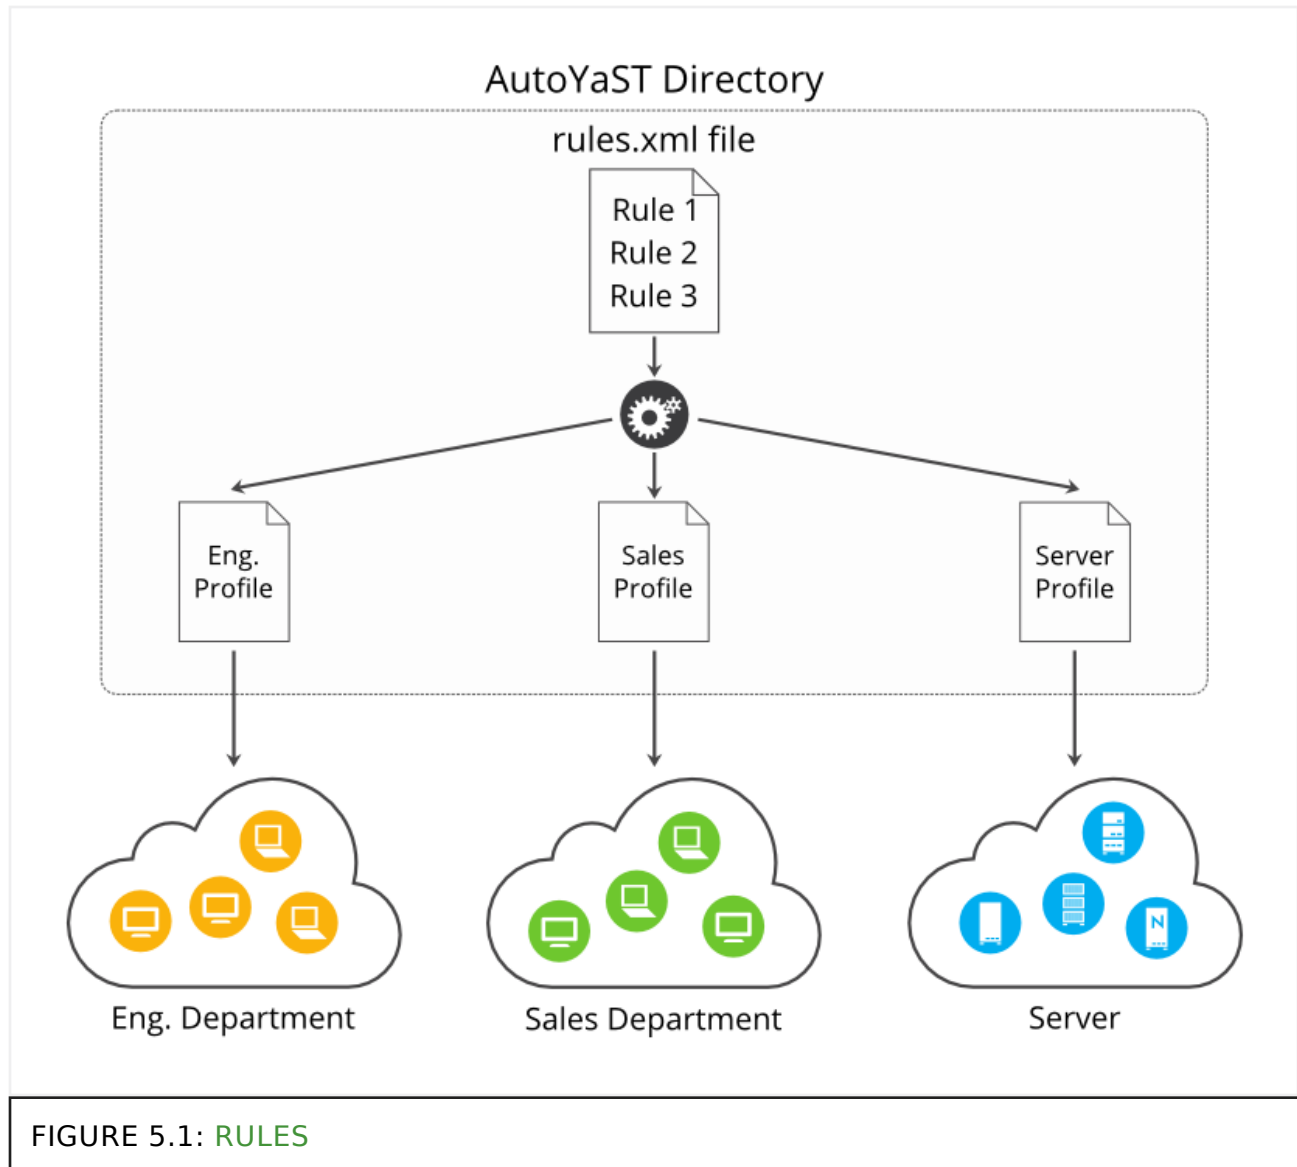 AutoYaST Directory
rules.xml file
Rule 1
Rule 2
Rule 3
Eng.
Profile
Sales
Profile
Server
Profile
N
Eng. Department
Sales Department
Server
FIGURE 5.1: RULES